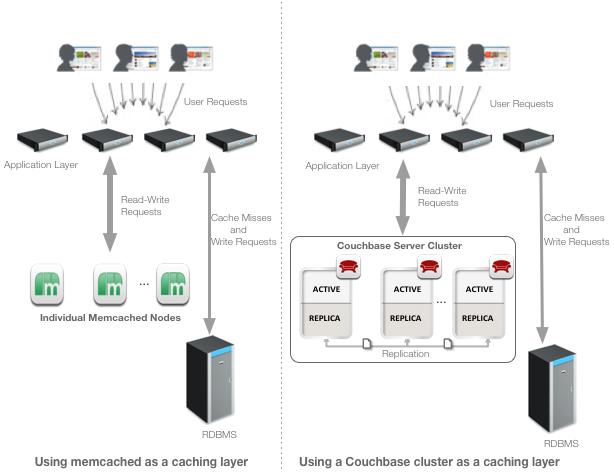 User Requests
Application Layer
Read-Write
Requests
Cache Misses
and
Write Requests
m
m
...
m
Individual Memcached Nodes
RDBMS
Using memcached as a caching layer
User Requests
Application Layer
Read-Write
Requests
Cache Misses
and
Write Requests
Couchbase Server Cluster
ACTIVE
ACTIVE
ACTIVE
...
REPLICA
REPLICA
REPLICA
Replication
RDBMS
Using a Couchbase cluster as a caching layer